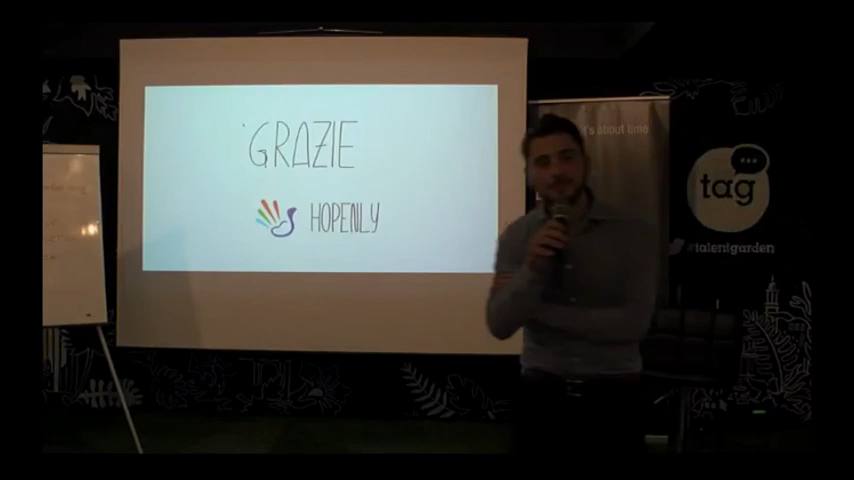 GRAZIE
HOPENLY
's about time
tag
#talentgarden